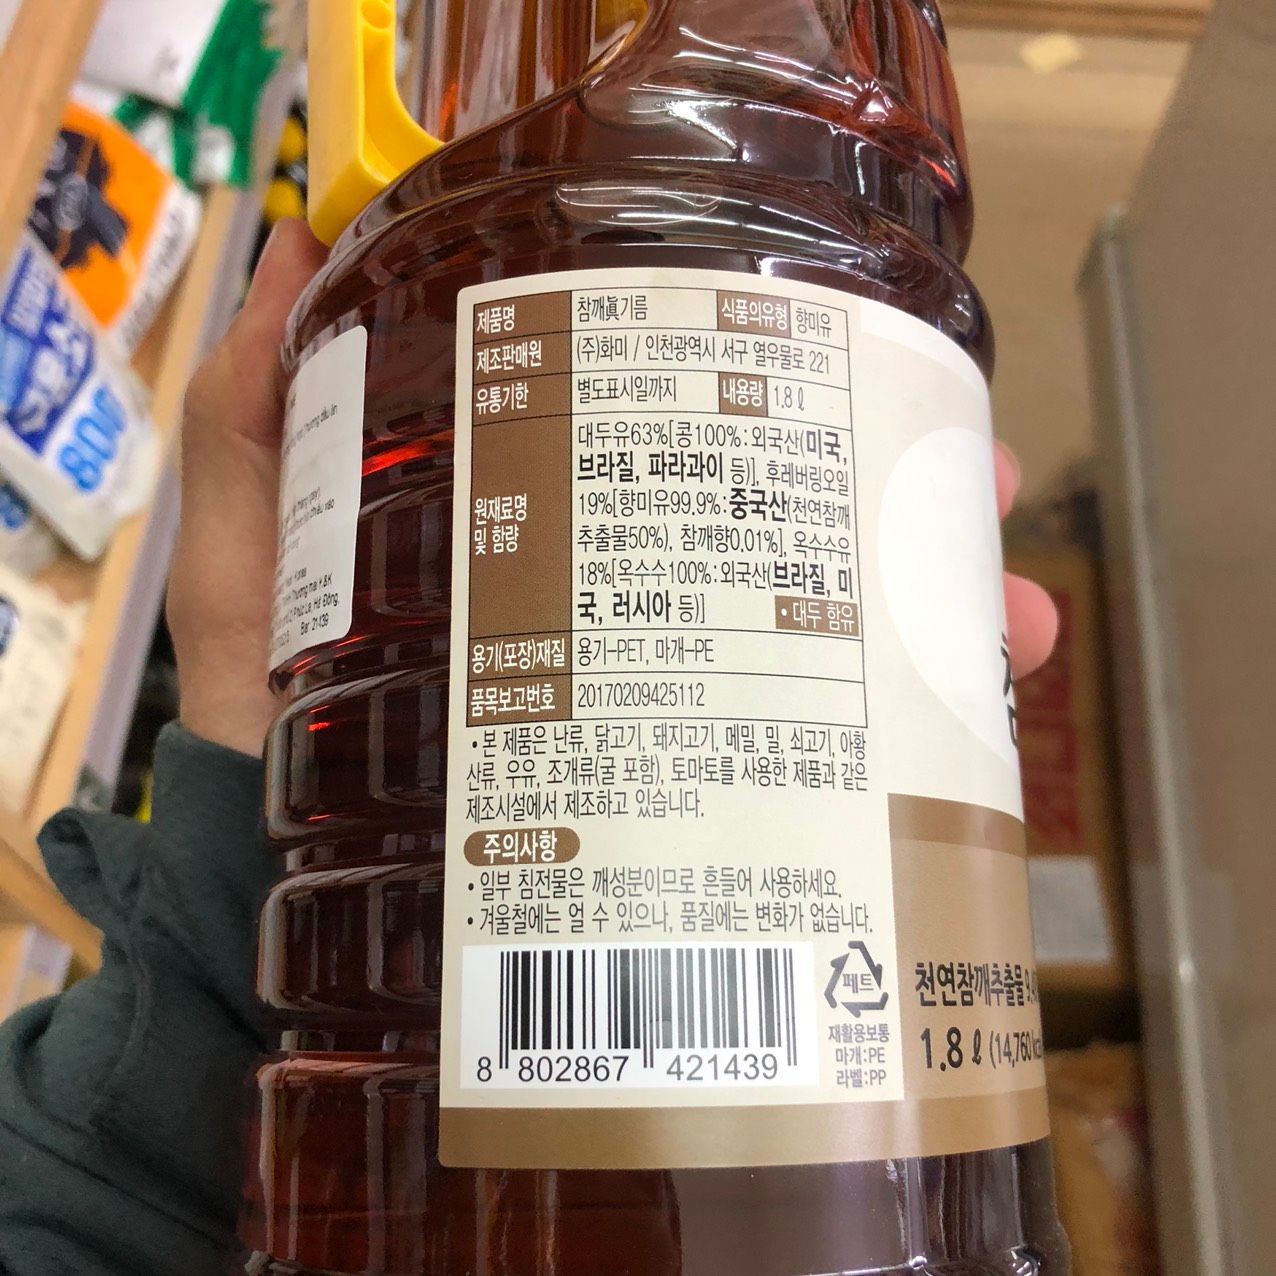 제품명 참깨眞기름 식품의유형 향미유
제조판매원 (주)화미 / 인천광역시 서구 열우물로 221
유통기한 별도표시일까지 내용량 1.8 ℓ
원재료명 및 함량
대두유63%[콩100%:외국산(미국,
브라질, 파라과이 등)], 후레버링오일
19%[향미유99.9%:중국산(천연참깨
추출물50%), 참깨향0.01%], 옥수수유
18%[옥수수100%:외국산(브라질, 미
국, 러시아 등)]
• 대두 함유
용기(포장)재질 용기-PET, 마개-PE
품목보고번호 20170209425112
• 본 제품은 난류, 닭고기, 돼지고기, 메밀, 밀, 쇠고기, 아황
산류, 우유, 조개류(굴 포함), 토마토를 사용한 제품과 같은
제조시설에서 제조하고 있습니다.
주의사항
• 일부 침전물은 깨성분이므로 흔들어 사용하세요.
• 겨울철에는 얼 수 있으나, 품질에는 변화가 없습니다.
8 802867 421439
페트
재활용보통
마개:PE
라벨:PP
천연참깨추출물
1.8 ℓ (14,760
dầu ăn
Korea
Thương mại K&K
Phúc La, Hà Đông,
Bar: 21439
800